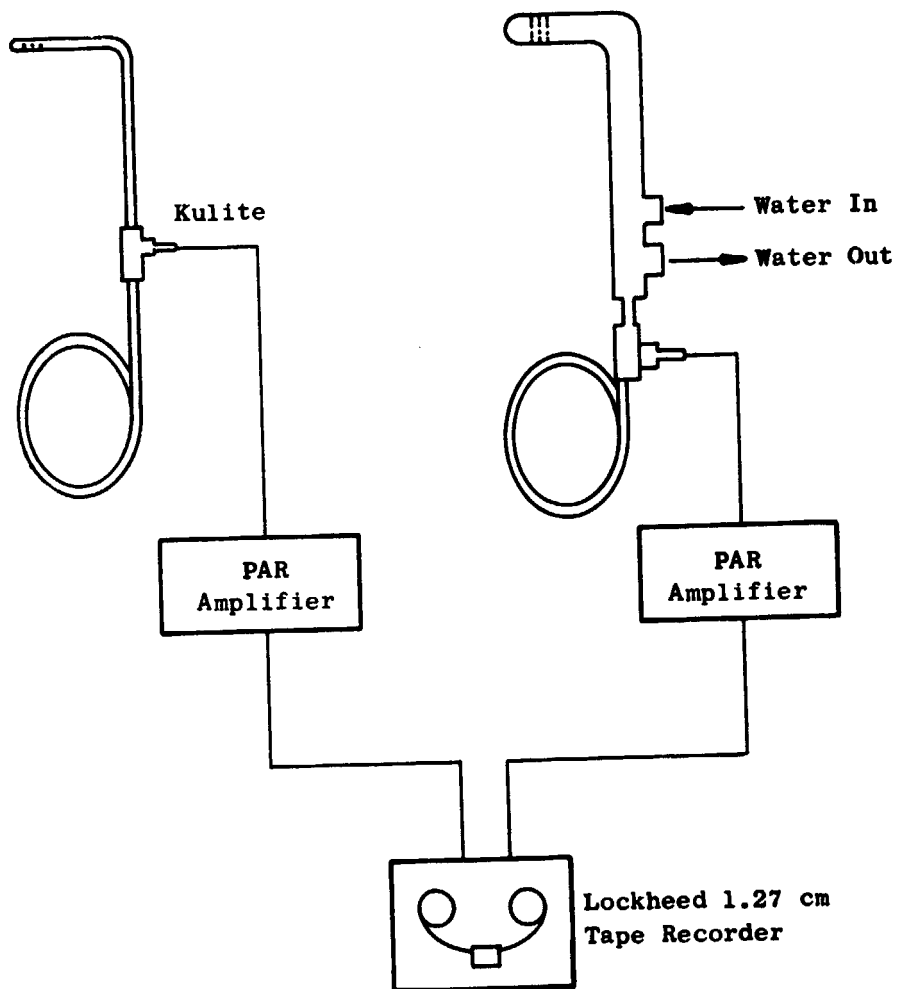 Kulite
Water In
Water Out
PAR
Amplifier
PAR
Amplifier
Lockheed 1.27 cm
Tape Recorder